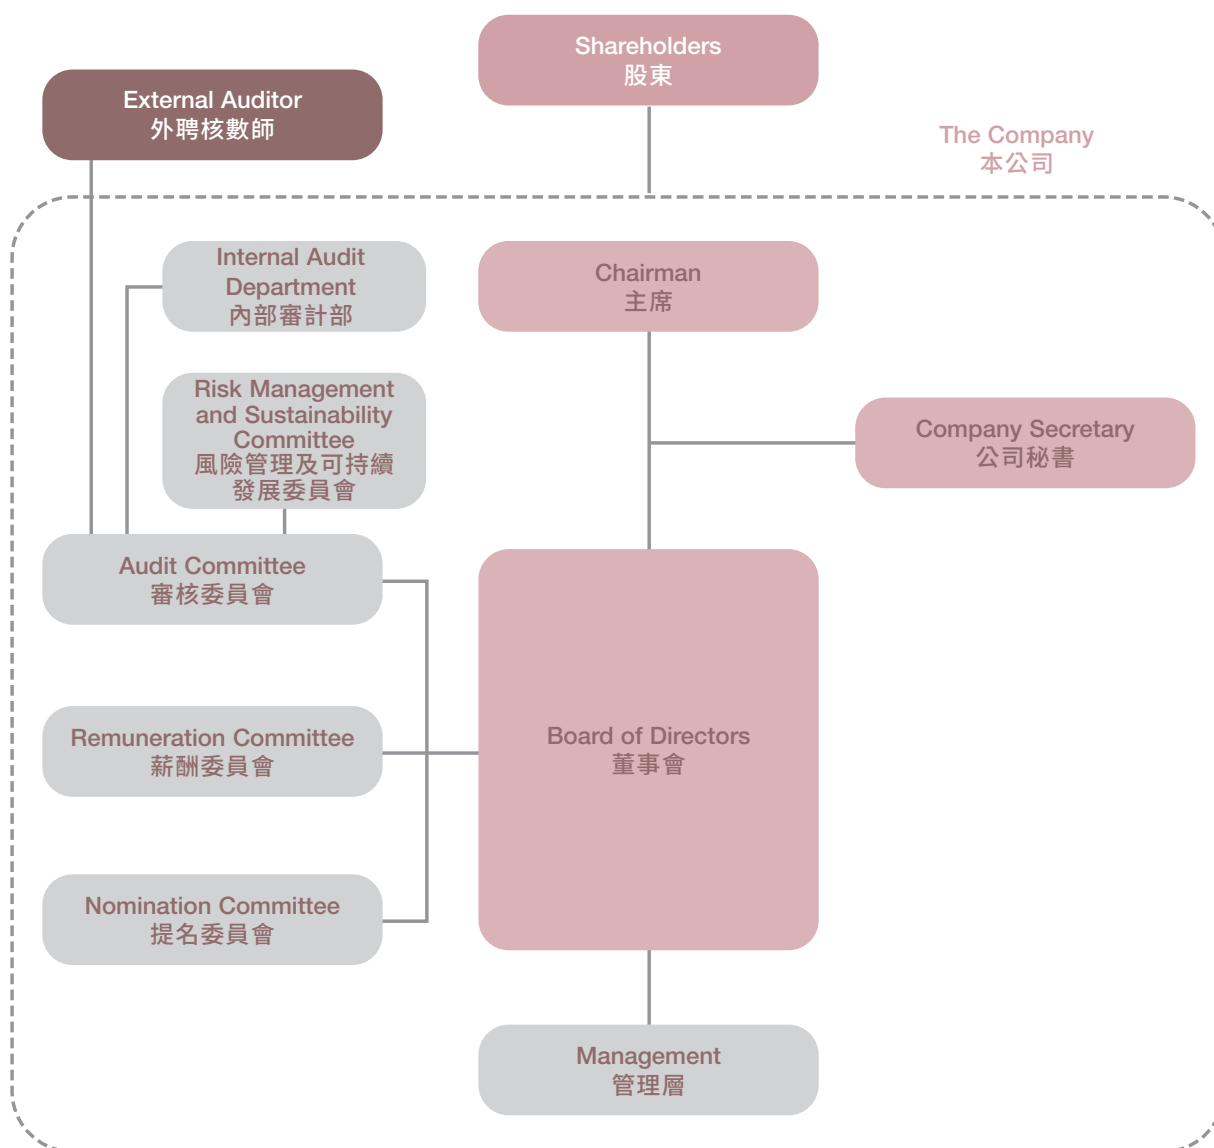 Shareholders
股東
External Auditor
外聘核數師
The Company
本公司
Internal Audit
Department
內部審計部
Chairman
主席
Risk Management
and Sustainability
Committee
風險管理及可持續
發展委員會
Company Secretary
公司秘書
Audit Committee
審核委員會
Remuneration Committee
薪酬委員會
Board of Directors
董事會
Nomination Committee
提名委員會
Management
管理層